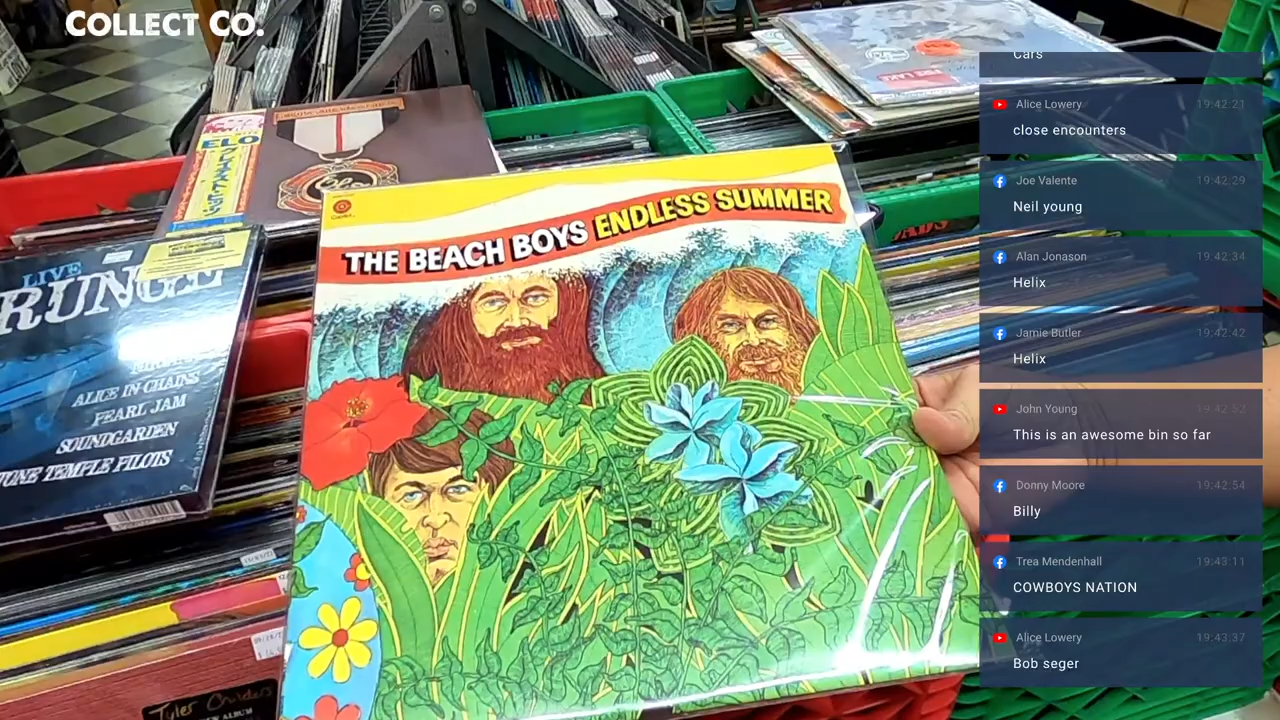 COLLECT CO.
ELO
THE BEACH BOYS ENDLESS SUMMER
Capitol
LIVE
RUNGE
ALICE IN CHAINS
PEARL JAM
SOUNDGARDEN
TONE TEMPLE PILOTS
Tyler Childers
ALBUM
Cars
Alice Lowery 19:42:21
close encounters
Joe Valente 19:42:29
Neil young
Alan Jonason 19:42:34
Helix
Jamie Butler 19:42:42
Helix
John Young 19:42:52
This is an awesome bin so far
Donny Moore 19:42:54
Billy
Trea Mendenhall 19:43:11
COWBOYS NATION
Alice Lowery 19:43:37
Bob seger